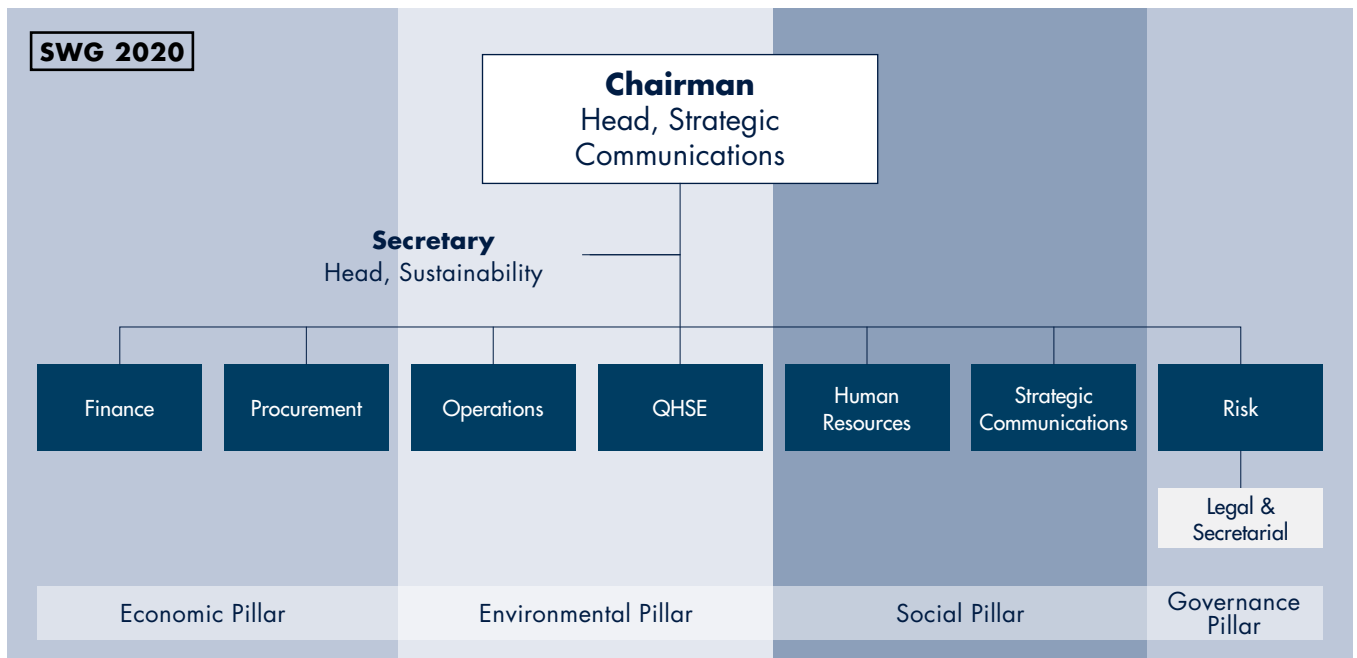 SWG 2020
Chairman
Head, Strategic
Communications
Secretary
Head, Sustainability
Finance
Procurement
Operations
QHSE
Human
Resources
Strategic
Communications
Risk
Legal &
Secretarial
Economic Pillar
Environmental Pillar
Social Pillar
Governance
Pillar